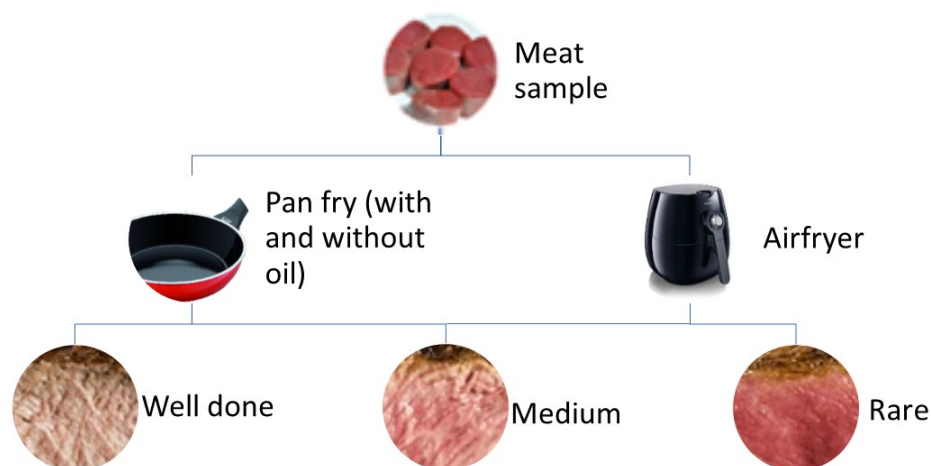 Meat
sample
Pan fry (with
and without
oil)
Airfryer
Well done
Medium
Rare